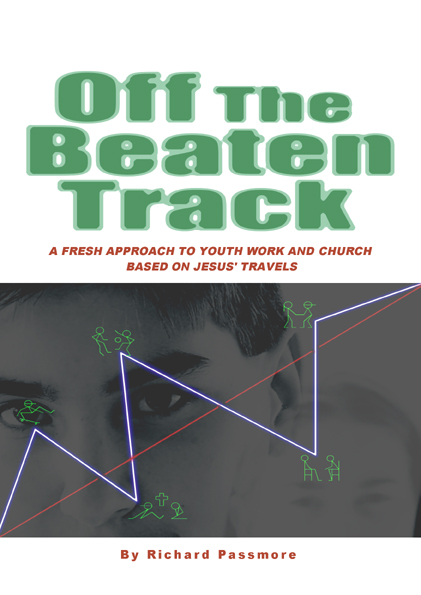 Off The
Beaten
Track
A FRESH APPROACH TO YOUTH WORK AND CHURCH
BASED ON JESUS' TRAVELS
By Richard Passmore